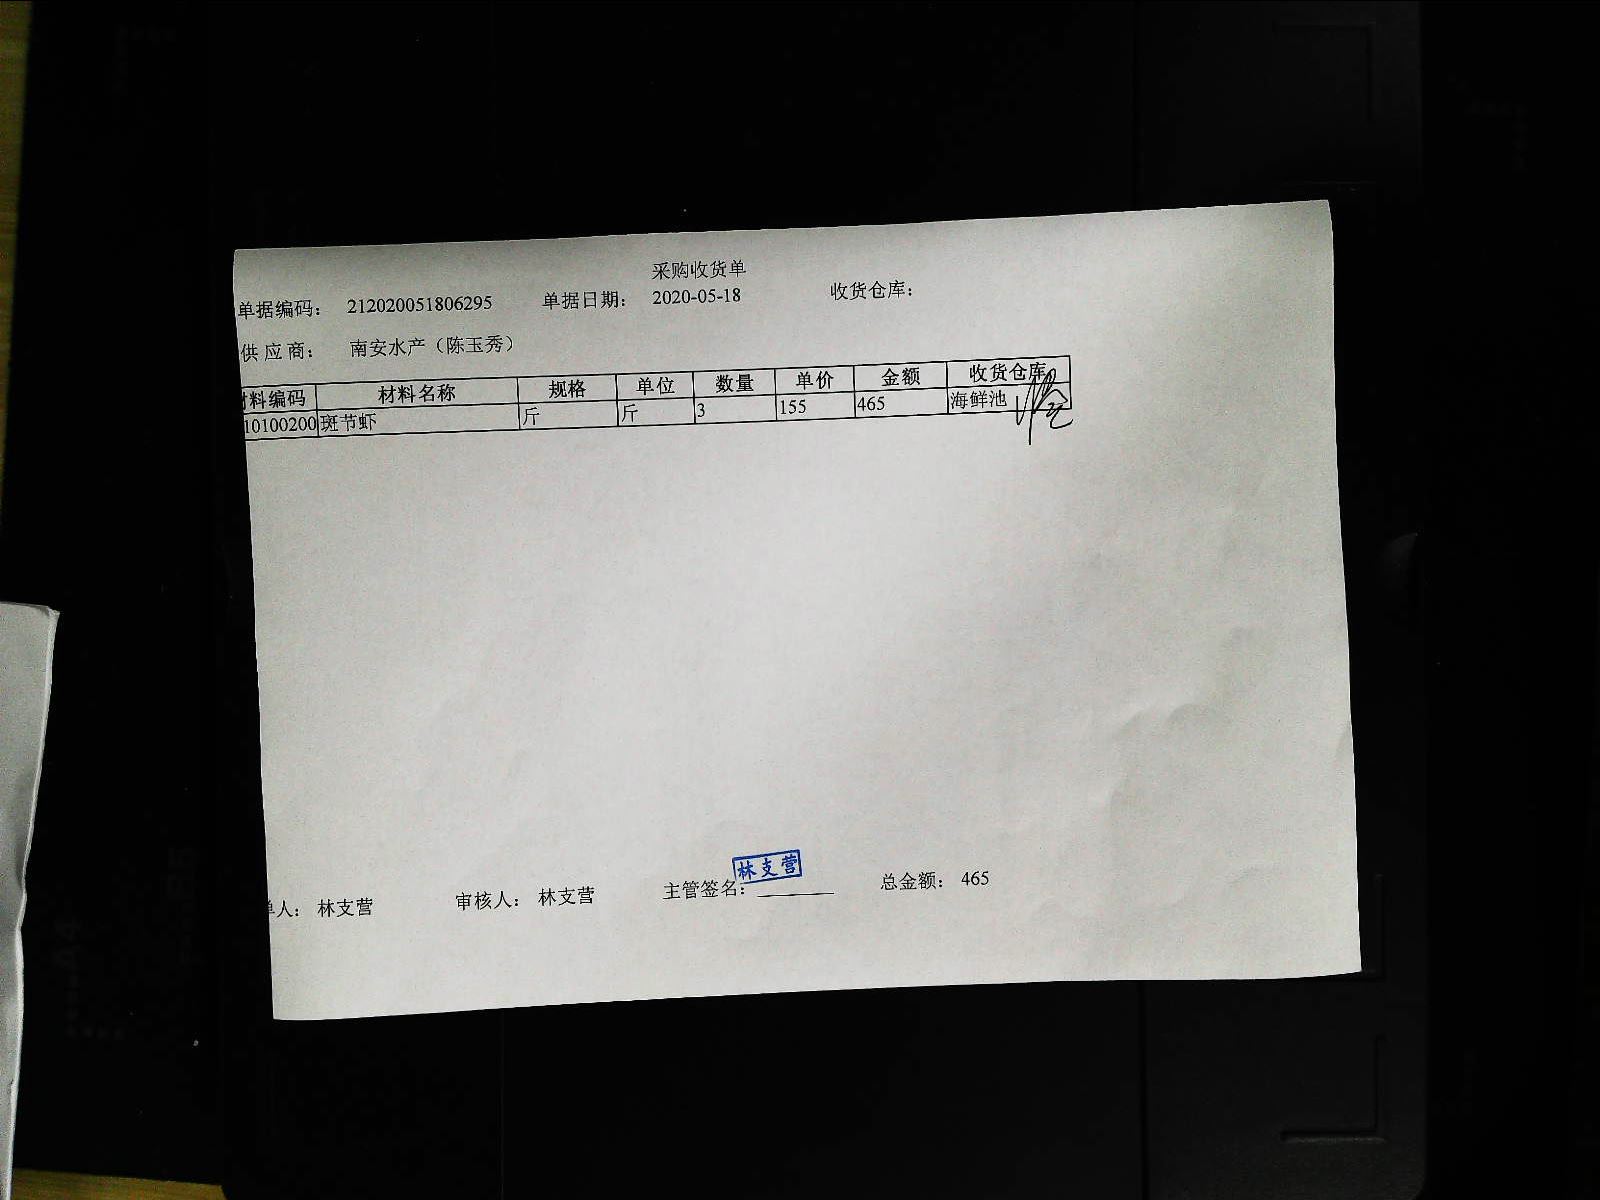 采购收货单
单据编码： 212020051806295 单据日期： 2020-05-18 收货仓库：
供应商： 南安水产（陈玉秀）
料编码 材料名称 规格 单位 数量 单价 金额 收货仓库
10100200 斑节虾 斤 斤 3 155 465 海鲜池
林支营
单人： 林支营 审核人： 林支营 主管签名： 总金额： 465